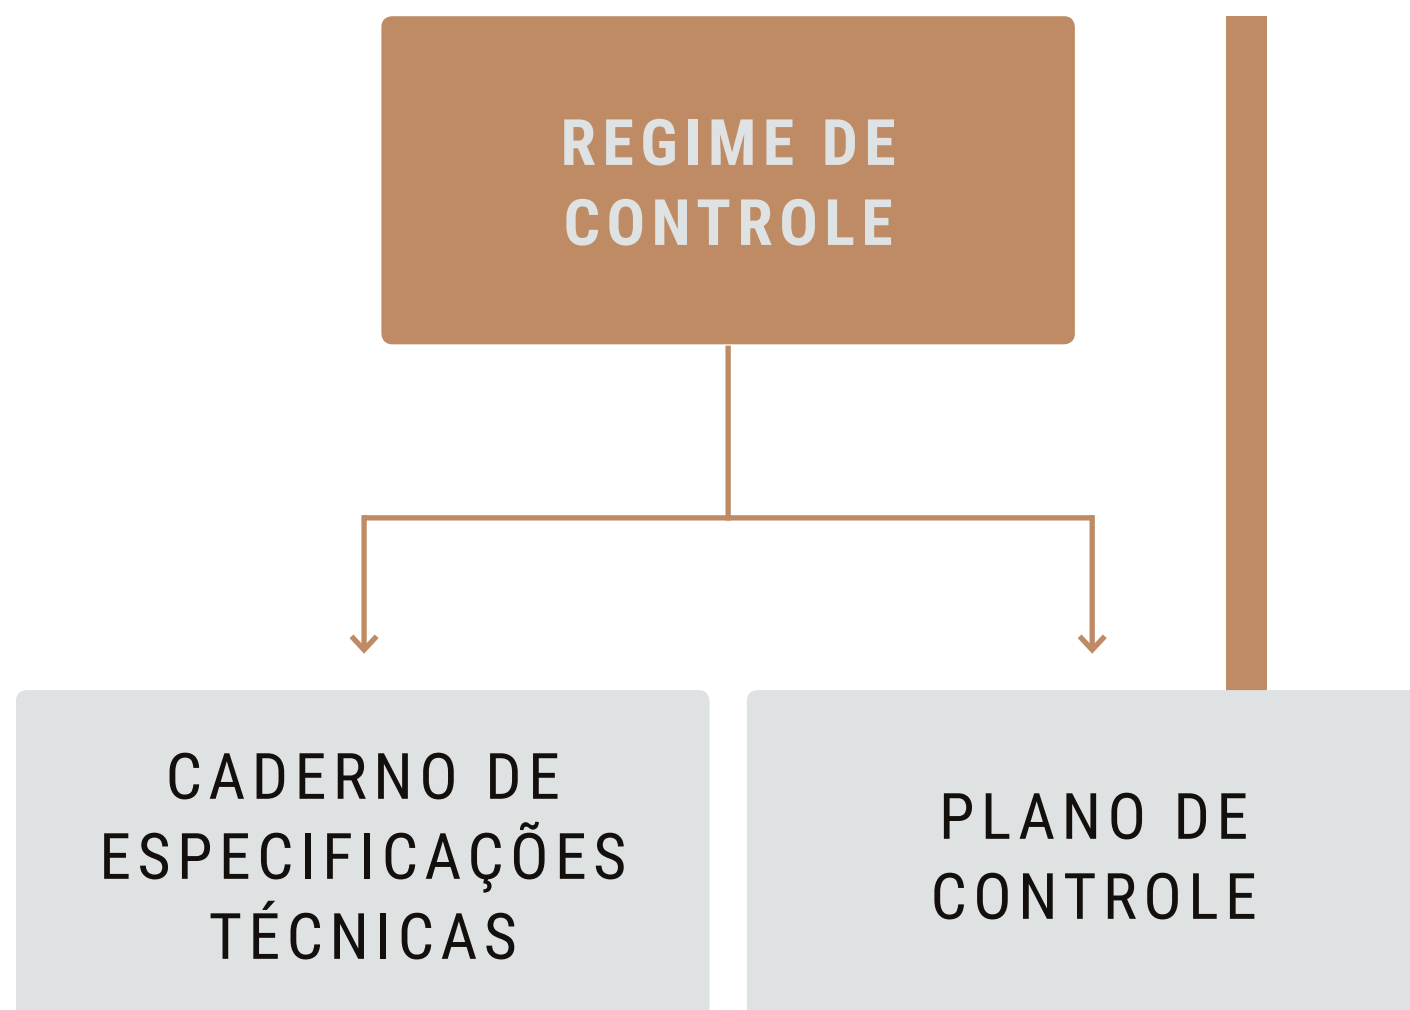 REGIME DE
CONTROLE
CADERNO DE
ESPECIFICAÇÕES
TÉCNICAS
PLANO DE
CONTROLE